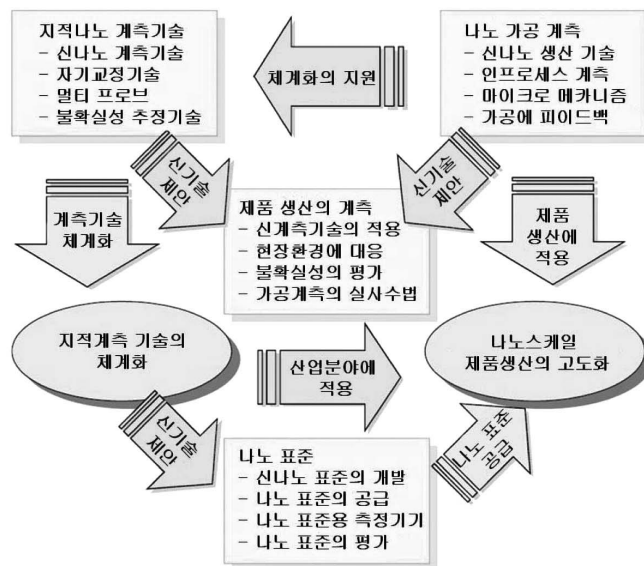 지적나노 계측기술
- 신나노 계측기술
- 자기교정기술
- 멀티 프로브
- 불확실성 추정기술
체계화의 지원
나노 가공 계측
- 신나노 생산 기술
- 인프로세스 계측
- 마이크로 메카니즘
- 가공에 피이드백
신기술
제안
신기술
제안
계측기술
체계화
제품 생산의 계측
- 신계측기술의 적용
- 현장환경에 대응
- 불확실성의 평가
- 가공계측의 실사수법
제품
생산에
적용
지적계측 기술의
체계화
산업분야에
적용
나노스케일
제품생산의 고도화
신기술
제안
나노 표준
- 신나노 표준의 개발
- 나노 표준의 공급
- 나노 표준용 측정기기
- 나노 표준의 평가
나노 표준
공급